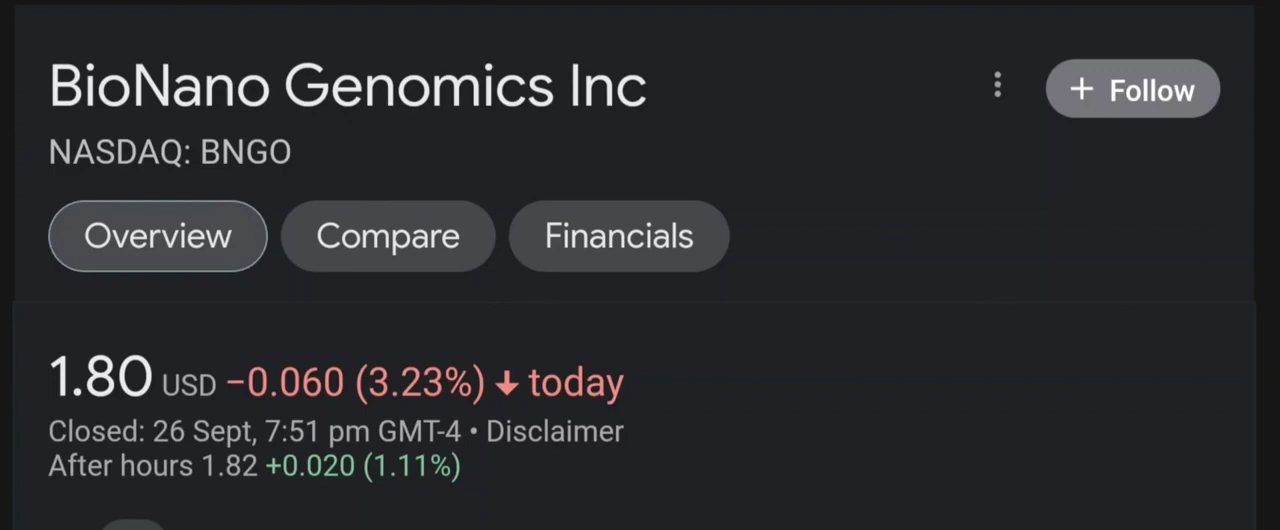 BioNano Genomics Inc
+ Follow
NASDAQ: BNGO
Overview
Compare
Financials
1.80 USD −0.060 (3.23%) ↓ today
Closed: 26 Sept, 7:51 pm GMT-4 • Disclaimer
After hours 1.82 +0.020 (1.11%)